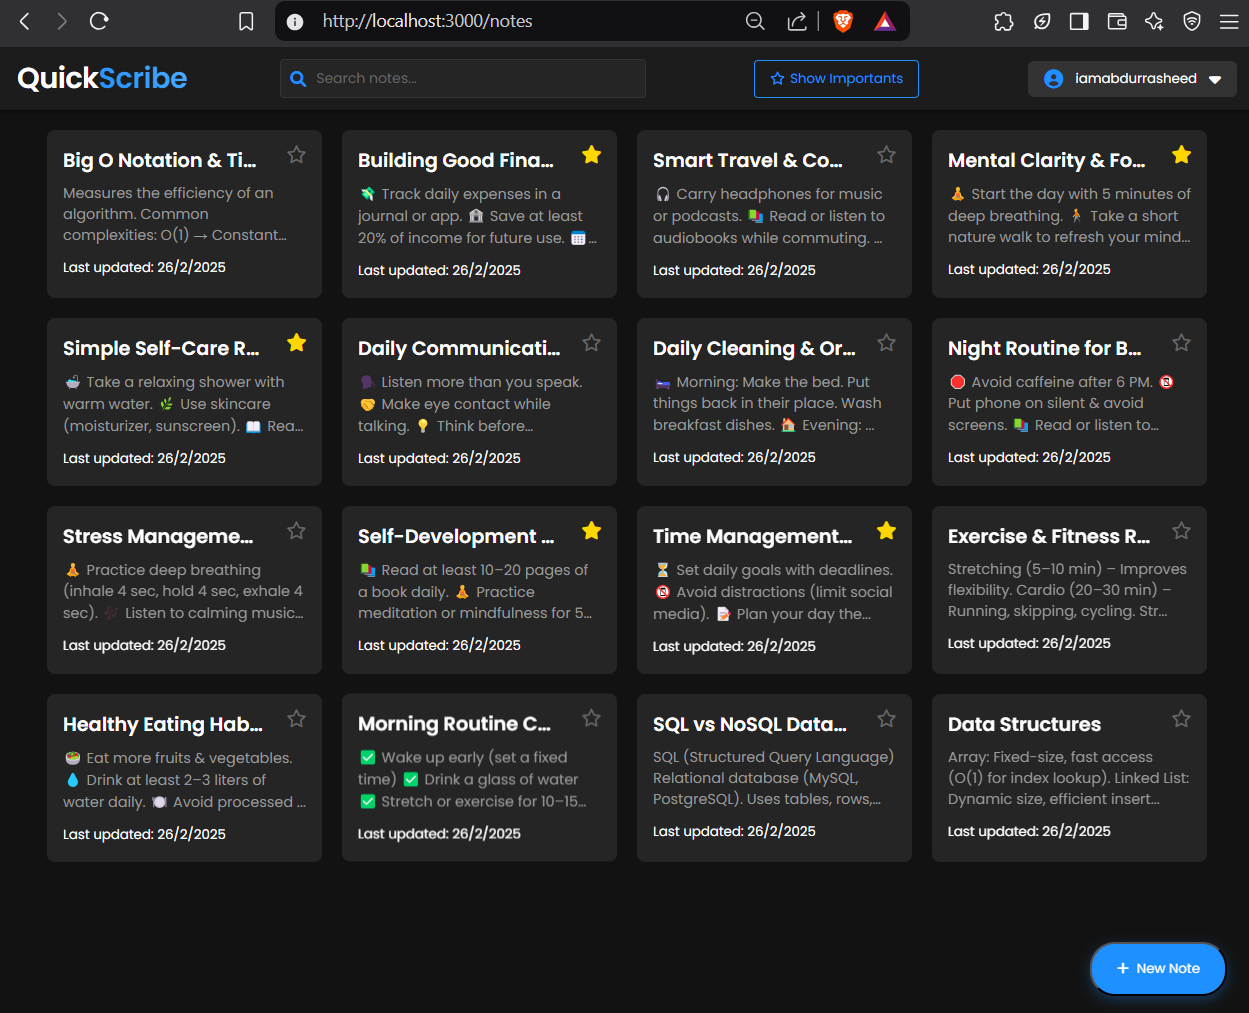 http://localhost:3000/notes
QuickScribe
Search notes...
Show Importants
iamabdurrasheed
Big O Notation & Ti...
Measures the efficiency of an
algorithm. Common
complexities: O(1) → Constant...
Last updated: 26/2/2025
Building Good Fina...
💸 Track daily expenses in a
journal or app. 🏦 Save at least
20% of income for future use. 📅 ...
Last updated: 26/2/2025
Smart Travel & Co...
🎧 Carry headphones for music
or podcasts. 📚 Read or listen to
audiobooks while commuting. ...
Last updated: 26/2/2025
Mental Clarity & Fo...
🧘 Start the day with 5 minutes of
deep breathing. 🚶 Take a short
nature walk to refresh your mind...
Last updated: 26/2/2025
Simple Self-Care R...
🛁 Take a relaxing shower with
warm water. 🌿 Use skincare
(moisturizer, sunscreen). 📖 Rea...
Last updated: 26/2/2025
Daily Communicati...
🗣 Listen more than you speak.
🤝 Make eye contact while
talking. 💡 Think before...
Last updated: 26/2/2025
Daily Cleaning & Or...
🛏 Morning: Make the bed. Put
things back in their place. Wash
breakfast dishes. 🏠 Evening: ...
Last updated: 26/2/2025
Night Routine for B...
🛑 Avoid caffeine after 6 PM. 📵
Put phone on silent & avoid
screens. 📚 Read or listen to...
Last updated: 26/2/2025
Stress Manageme...
🧘 Practice deep breathing
(inhale 4 sec, hold 4 sec, exhale 4
sec). 🎶 Listen to calming music...
Last updated: 26/2/2025
Self-Development ...
📚 Read at least 10–20 pages of
a book daily. 🧘 Practice
meditation or mindfulness for 5...
Last updated: 26/2/2025
Time Management...
⏳ Set daily goals with deadlines.
📵 Avoid distractions (limit social
media). 📝 Plan your day the...
Last updated: 26/2/2025
Exercise & Fitness R...
Stretching (5–10 min) – Improves
flexibility. Cardio (20–30 min) –
Running, skipping, cycling. Str...
Last updated: 26/2/2025
Healthy Eating Hab...
🥗 Eat more fruits & vegetables.
💧 Drink at least 2–3 liters of
water daily. 🍽 Avoid processed ...
Last updated: 26/2/2025
Morning Routine C...
✅ Wake up early (set a fixed
time) ✅ Drink a glass of water
✅ Stretch or exercise for 10–15...
Last updated: 26/2/2025
SQL vs NoSQL Data...
SQL (Structured Query Language)
Relational database (MySQL,
PostgreSQL). Uses tables, rows,...
Last updated: 26/2/2025
Data Structures
Array: Fixed-size, fast access
(O(1) for index lookup). Linked List:
Dynamic size, efficient insert...
Last updated: 26/2/2025
+ New Note